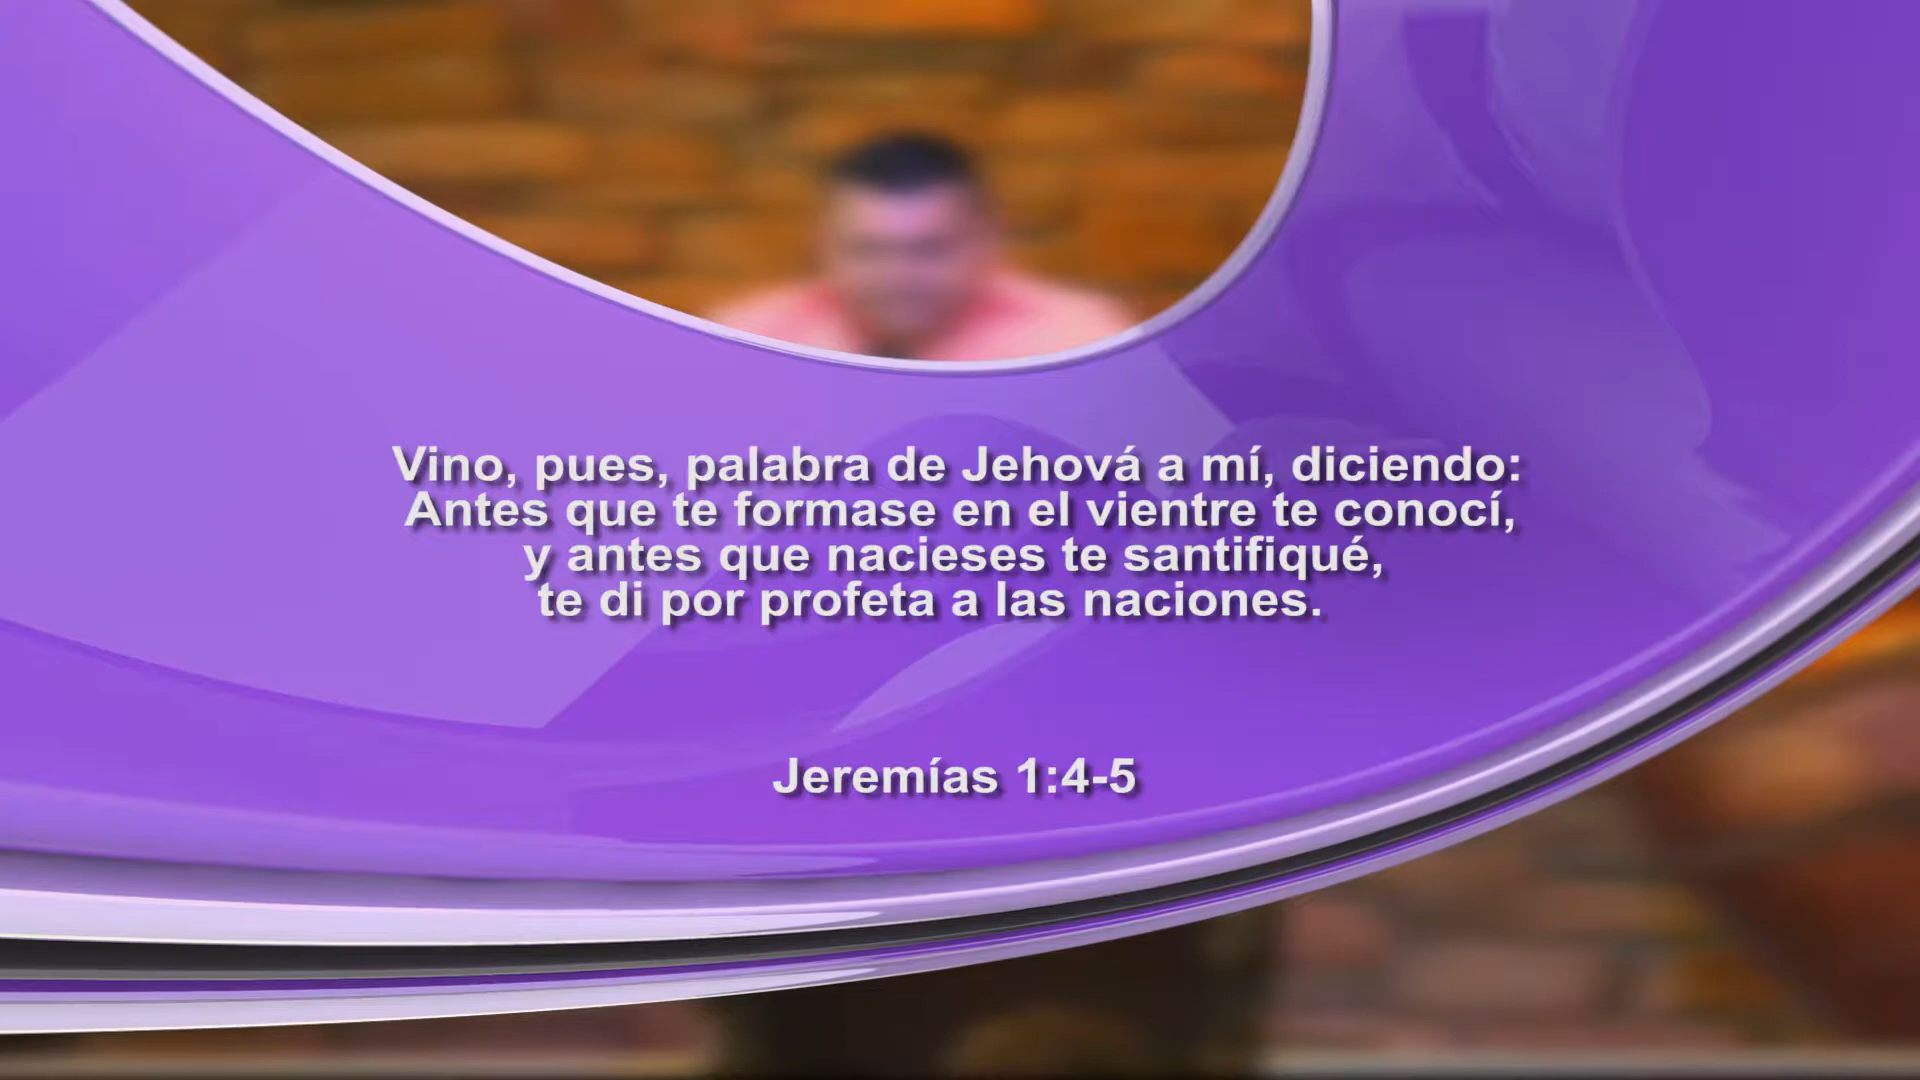 Vino, pues, palabra de Jehová a mí, diciendo:
Antes que te formase en el vientre te conocí,
y antes que nacieses te santifiqué,
te di por profeta a las naciones.
Jeremías 1:4-5